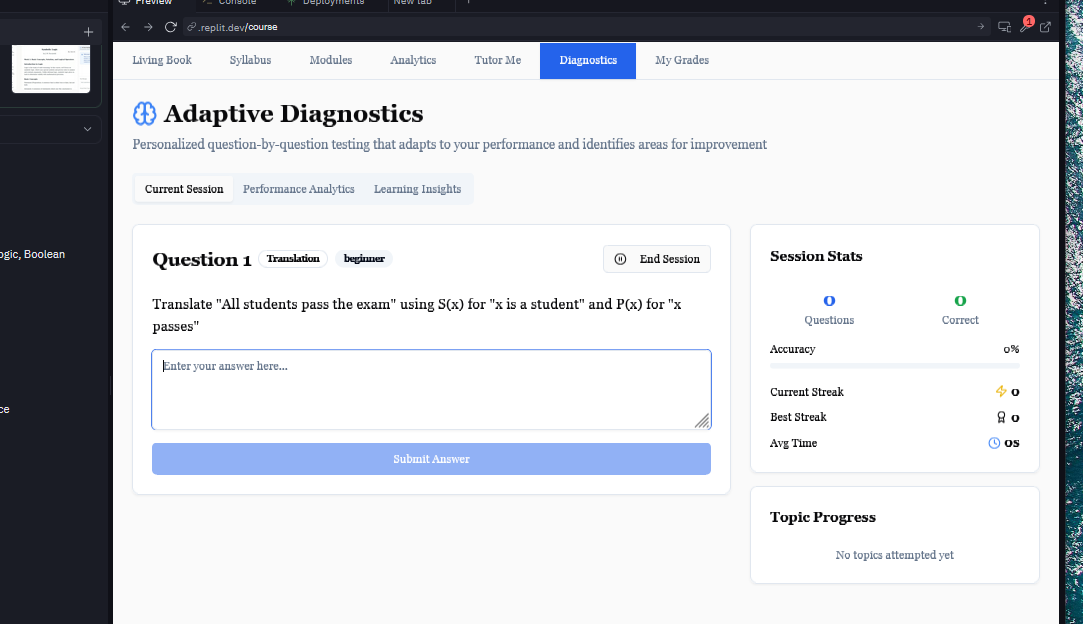 Preview
Console
Deployments
New tab
.replit.dev/course
1
Living Book
Syllabus
Modules
Analytics
Tutor Me
Diagnostics
My Grades
Adaptive Diagnostics
Personalized question-by-question testing that adapts to your performance and identifies areas for improvement
Current Session
Performance Analytics
Learning Insights
ogic, Boolean
ce
Question 1
Translation
beginner
End Session
Translate "All students pass the exam" using S(x) for "x is a student" and P(x) for "x
passes"
Enter your answer here...
Submit Answer
Session Stats
0
0
Questions
Correct
Accuracy
0%
Current Streak
0
Best Streak
0
Avg Time
0s
Topic Progress
No topics attempted yet